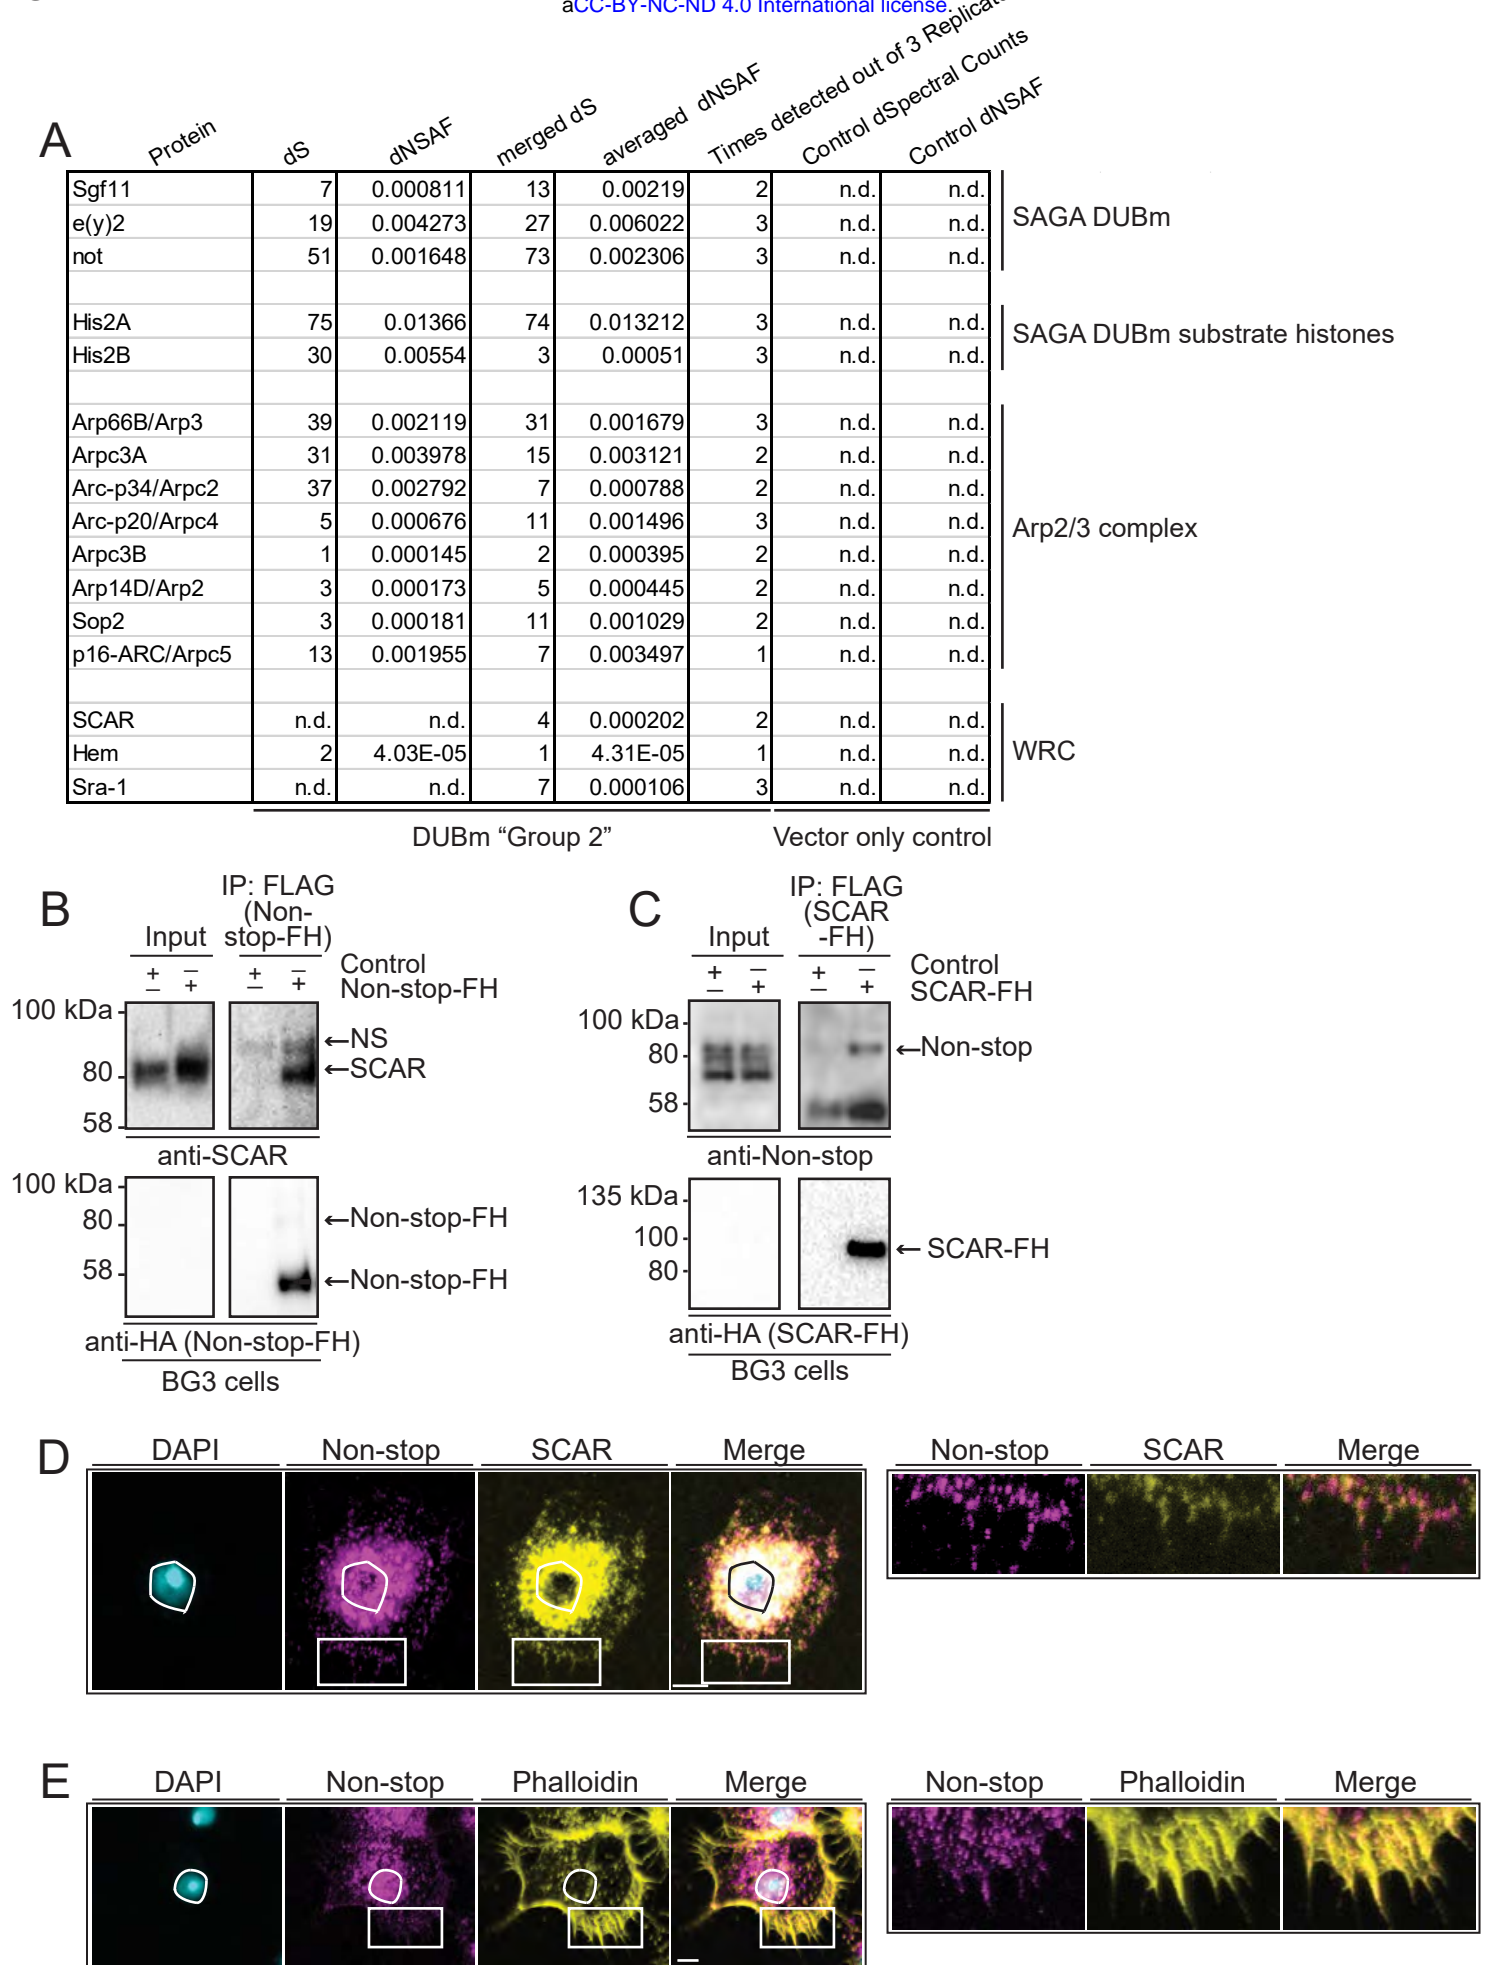 aCC-BY-NC-ND 4.0 International license.
A
Protein dS dNSAF merged dS averaged dNSAF Times detected out of 3 Replicate Control dSpectral Counts Control dNSAF
Sgf11 7 0.000811 13 0.00219 2 n.d. n.d.
e(y)2 19 0.004273 27 0.006022 3 n.d. n.d.
not 51 0.001648 73 0.002306 3 n.d. n.d.
SAGA DUBm
His2A 75 0.01366 74 0.013212 3 n.d. n.d.
His2B 30 0.00554 3 0.00051 3 n.d. n.d.
SAGA DUBm substrate histones
Arp66B/Arp3 39 0.002119 31 0.001679 3 n.d. n.d.
Arpc3A 31 0.003978 15 0.003121 2 n.d. n.d.
Arc-p34/Arpc2 37 0.002792 7 0.000788 2 n.d. n.d.
Arc-p20/Arpc4 5 0.000676 11 0.001496 3 n.d. n.d.
Arpc3B 1 0.000145 2 0.000395 2 n.d. n.d.
Arp14D/Arp2 3 0.000173 5 0.000445 2 n.d. n.d.
Sop2 3 0.000181 11 0.001029 2 n.d. n.d.
p16-ARC/Arpc5 13 0.001955 7 0.003497 1 n.d. n.d.
Arp2/3 complex
SCAR n.d. n.d. 4 0.000202 2 n.d. n.d.
Hem 2 4.03E-05 1 4.31E-05 1 n.d. n.d.
Sra-1 n.d. n.d. 7 0.000106 3 n.d. n.d.
WRC
DUBm “Group 2” Vector only control
B
Input
IP: FLAG
(Non-
stop-FH)
+ – + – Control
– + – + Non-stop-FH
100 kDa
80
58
←NS
←SCAR
anti-SCAR
100 kDa
80
58
←Non-stop-FH
←Non-stop-FH
anti-HA (Non-stop-FH)
BG3 cells
C
Input
IP: FLAG
(SCAR
-FH)
+ – + – Control
– + – + SCAR-FH
100 kDa
80
58
←Non-stop
anti-Non-stop
135 kDa
100
80
← SCAR-FH
anti-HA (SCAR-FH)
BG3 cells
D
DAPI Non-stop SCAR Merge Non-stop SCAR Merge
E
DAPI Non-stop Phalloidin Merge Non-stop Phalloidin Merge